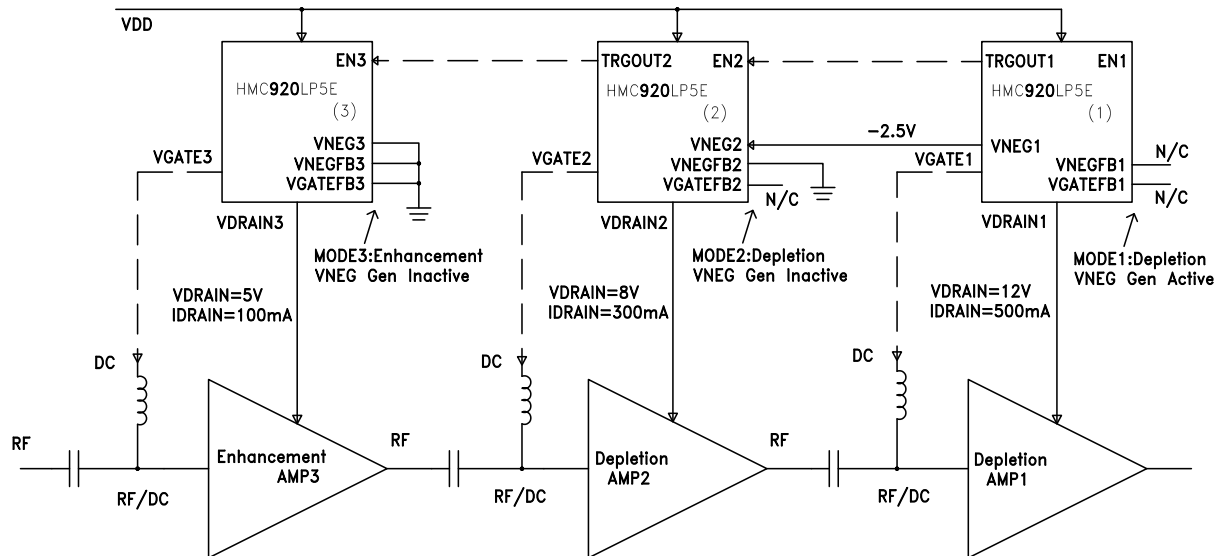 VDD
EN3
HMC920LP5E
(3)
VNEG3
VNEGFB3
VGATEFB3
VGATE3
VDRAIN3
MODE3:Enhancement
VNEG Gen Inactive
VDRAIN=5V
IDRAIN=100mA
DC
RF
RF/DC
Enhancement
AMP3
RF
TRGOUT2
EN2
HMC920LP5E
(2)
VNEG2
VNEGFB2
VGATEFB2
N/C
VGATE2
VDRAIN2
MODE2:Depletion
VNEG Gen Inactive
VDRAIN=8V
IDRAIN=300mA
DC
RF/DC
Depletion
AMP2
RF
-2.5V
TRGOUT1
EN1
HMC920LP5E
(1)
VNEG1
VNEGFB1
VGATEFB1
N/C
N/C
VGATE1
VDRAIN1
MODE1:Depletion
VNEG Gen Active
VDRAIN=12V
IDRAIN=500mA
DC
RF/DC
Depletion
AMP1